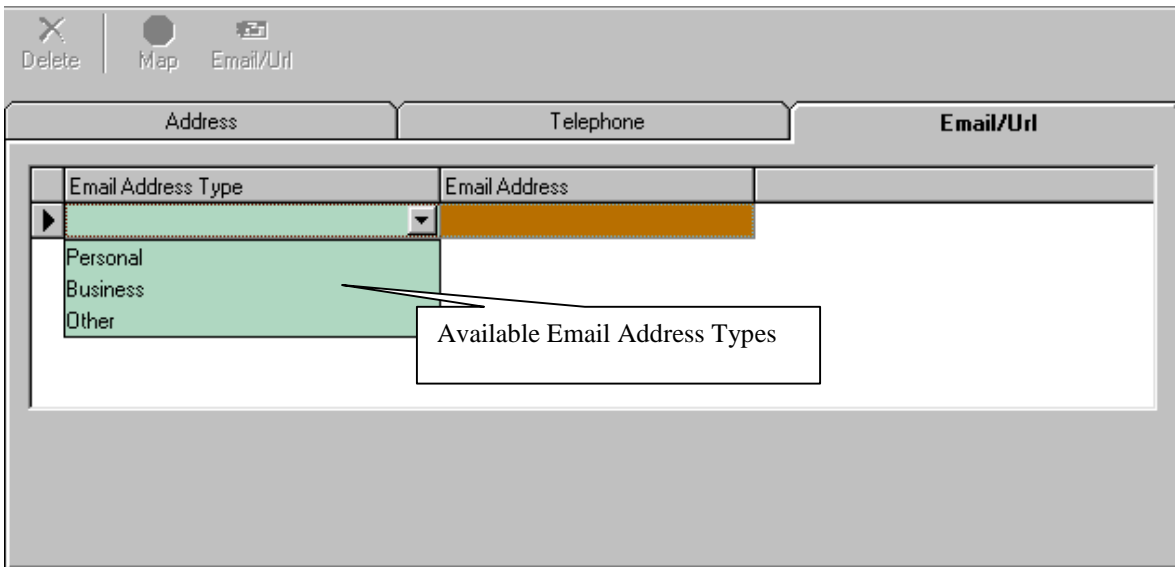 Delete Map Email/Url
Address Telephone Email/Url
Email Address Type Email Address
Personal
Business
Other
Available Email Address Types